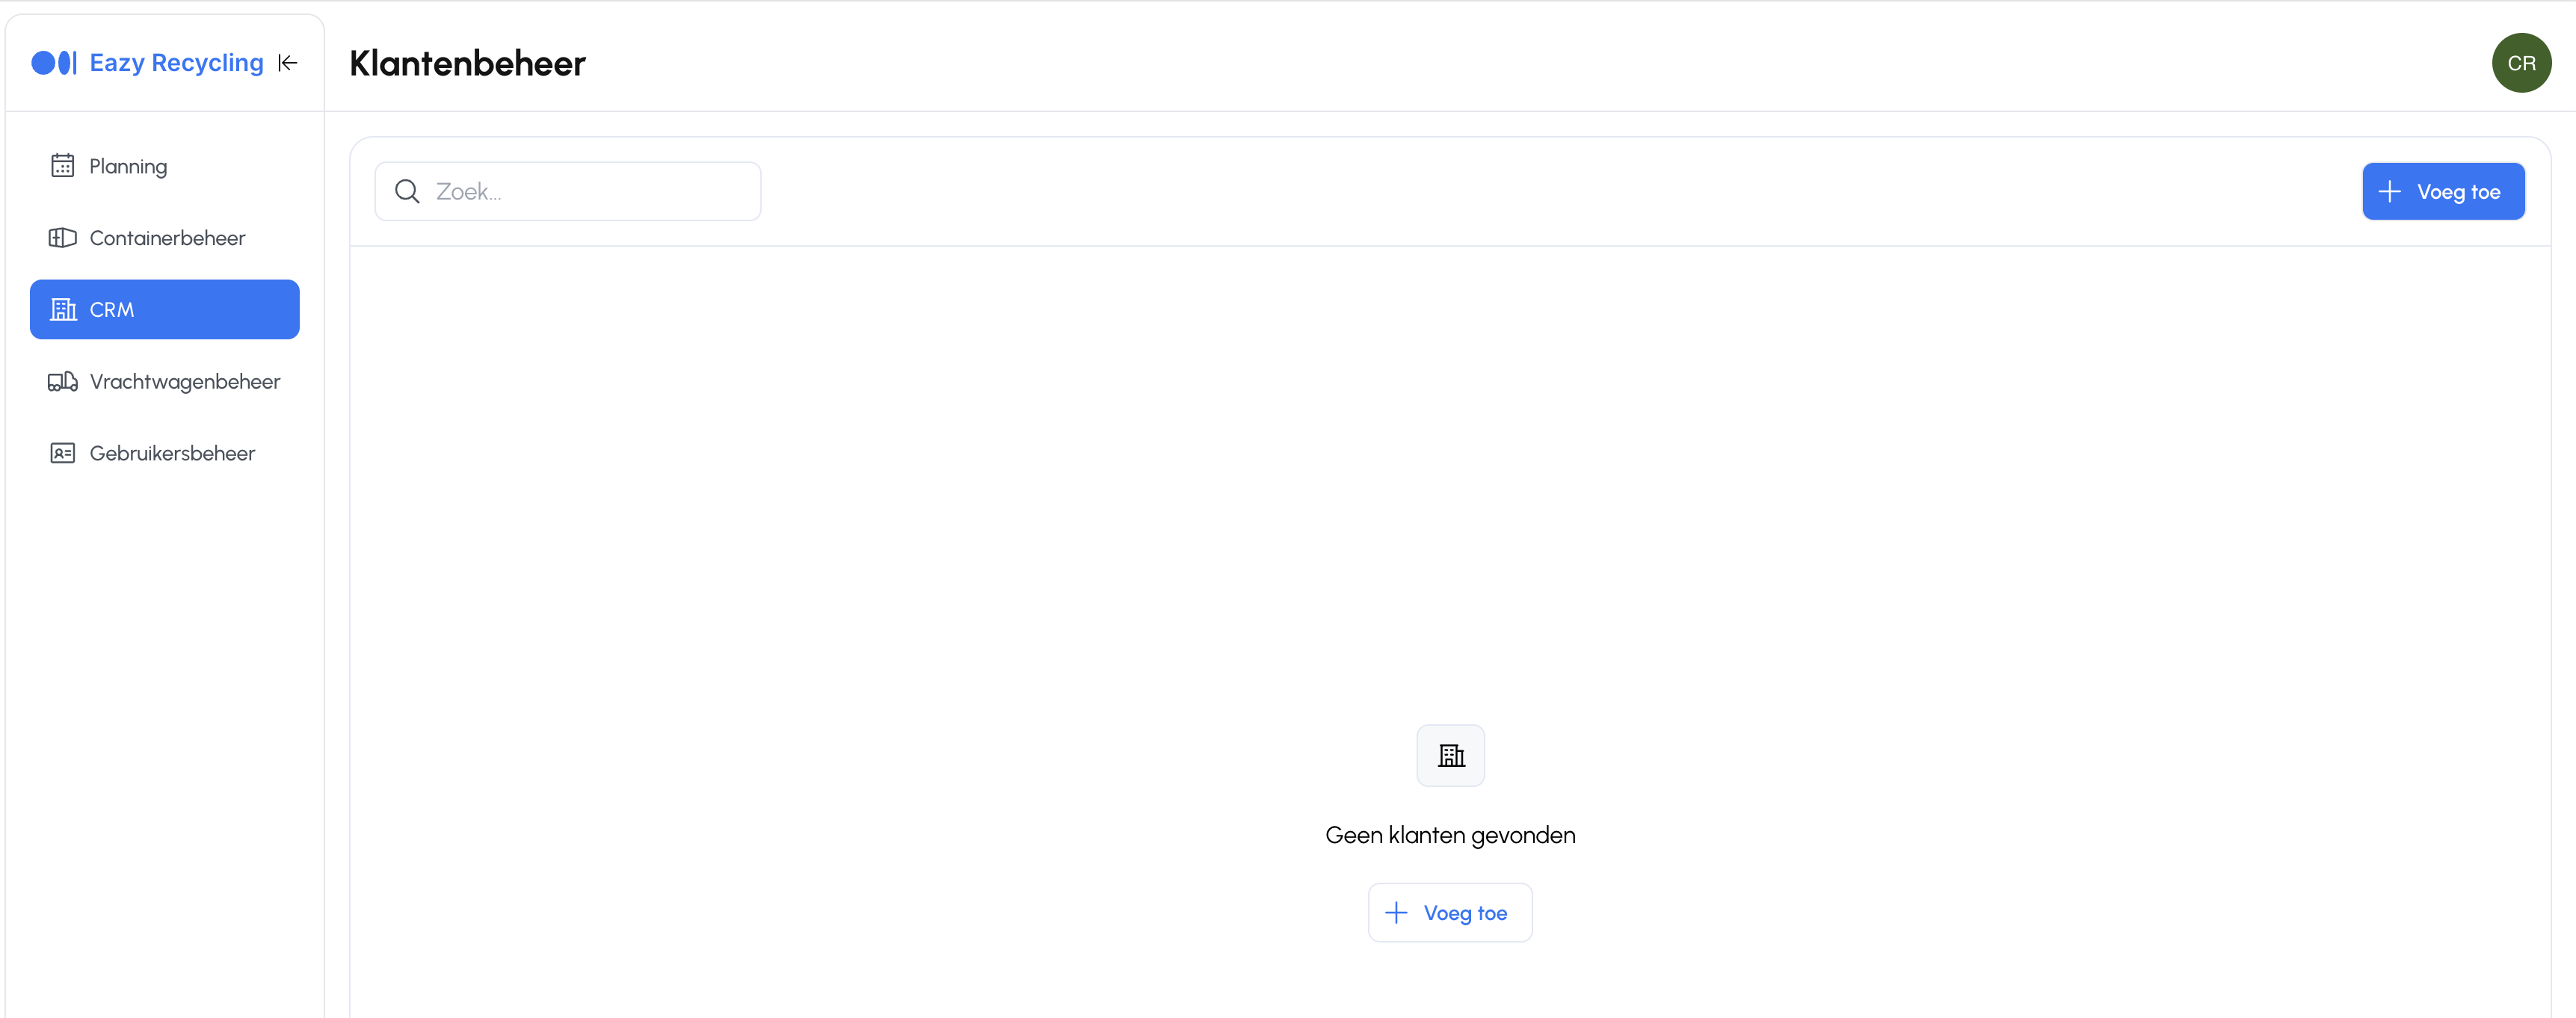 Eazy Recycling
Klantenbeheer
CR
Planning
Containerbeheer
CRM
Vrachtwagenbeheer
Gebruikersbeheer
Zoek...
Voeg toe
Geen klanten gevonden
Voeg toe